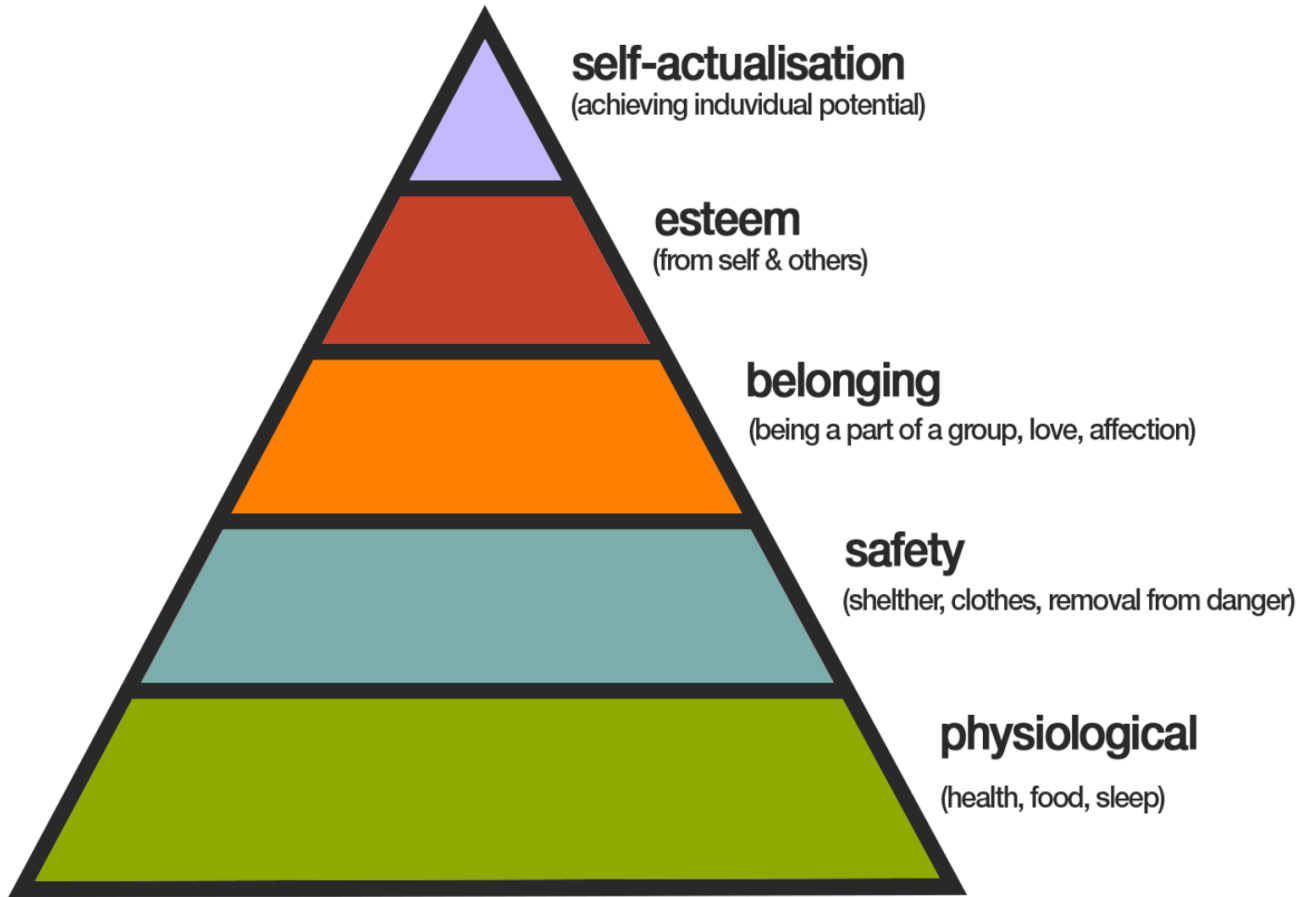 self-actualisation
(achieving induvidual potential)
esteem
(from self & others)
belonging
(being a part of a group, love, affection)
safety
(shelther, clothes, removal from danger)
physiological
(health, food, sleep)